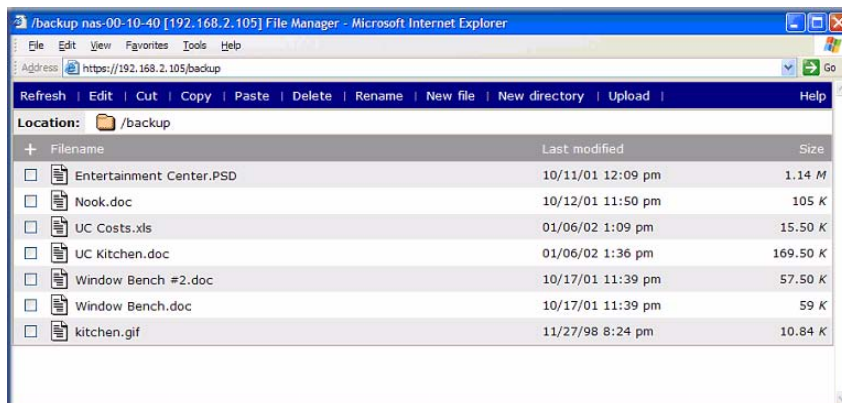 /backup nas-00-10-40 [192.168.2.105] File Manager - Microsoft Internet Explorer
File Edit View Favorites Tools Help
Address https://192.168.2.105/backup Go
Refresh | Edit | Cut | Copy | Paste | Delete | Rename | New file | New directory | Upload | Help
Location: /backup
+ Filename Last modified Size
Entertainment Center.PSD 10/11/01 12:09 pm 1.14 M
Nook.doc 10/12/01 11:50 pm 105 K
UC Costs.xls 01/06/02 1:09 pm 15.50 K
UC Kitchen.doc 01/06/02 1:36 pm 169.50 K
Window Bench #2.doc 10/17/01 11:39 pm 57.50 K
Window Bench.doc 10/17/01 11:39 pm 59 K
kitchen.gif 11/27/98 8:24 pm 10.84 K